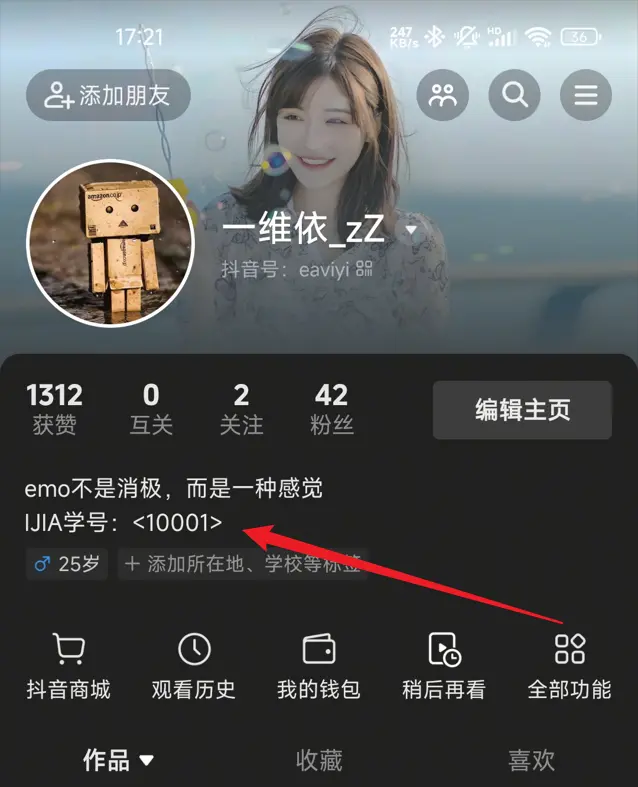 17:21 247 KB/s HD 36
添加朋友
amazon.co.jp
一维依_zZ
抖音号：eaviyi
1312 0 2 42
获赞 互关 关注 粉丝
编辑主页
emo不是消极，而是一种感觉
IJIA学号：<10001>
♂ 25岁 + 添加所在地、学校等标签
抖音商城 观看历史 我的钱包 稍后再看 全部功能
作品 收藏 喜欢